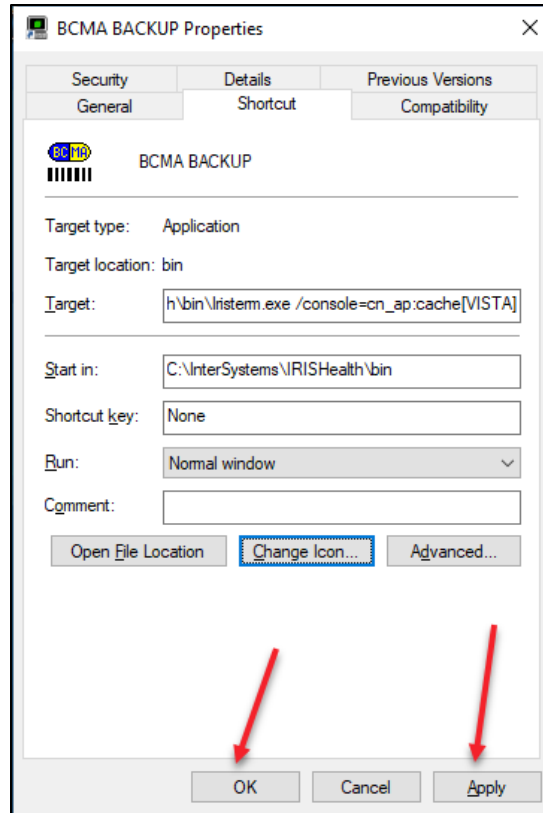 BCMA BACKUP Properties
Security Details Previous Versions
General Shortcut Compatibility
BCMA
BCMA BACKUP
Target type: Application
Target location: bin
Target: h\bin\Iristerm.exe /console=cn_ap:cache[VISTA]
Start in: C:\InterSystems\IRISHealth\bin
Shortcut key: None
Run: Normal window
Comment:
Open File Location Change Icon... Advanced...
OK Cancel Apply